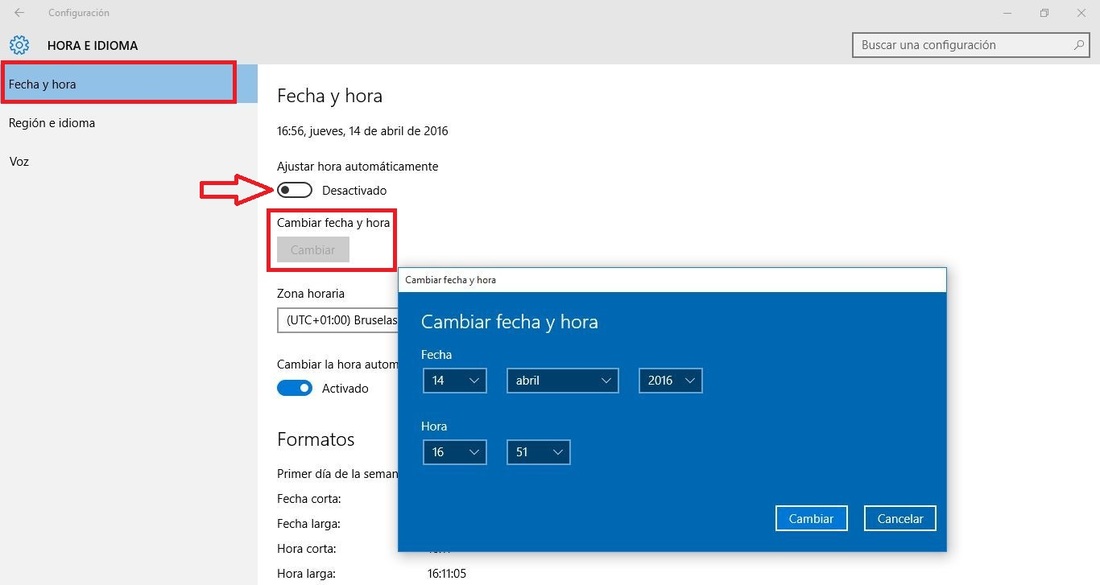 Configuración
HORA E IDIOMA
Buscar una configuración
Fecha y hora
Región e idioma
Voz
Fecha y hora
16:56, jueves, 14 de abril de 2016
Ajustar hora automáticamente
Desactivado
Cambiar fecha y hora
Cambiar
Zona horaria
(UTC+01:00) Bruselas
Cambiar la hora autom
Activado
Formatos
Primer día de la seman
Fecha corta:
Fecha larga:
Hora corta:
Hora larga: 16:11:05
Cambiar fecha y hora
Cambiar fecha y hora
Fecha
14 abril 2016
Hora
16 51
Cambiar Cancelar